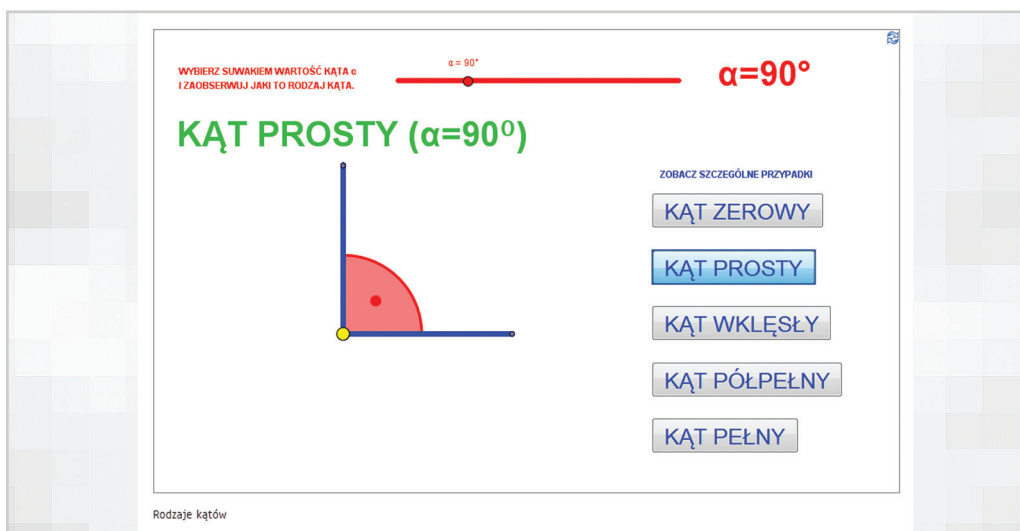 WYBIERZ SUWAKIEM WARTOŚĆ KĄTA α
I ZAOBSERWUJ JAKI TO RODZAJ KĄTA.
α = 90°
α=90°
KĄT PROSTY (α=90⁰)
ZOBACZ SZCZEGÓLNE PRZYPADKI
KĄT ZEROWY
KĄT PROSTY
KĄT WKLĘSŁY
KĄT PÓŁPEŁNY
KĄT PEŁNY
Rodzaje kątów